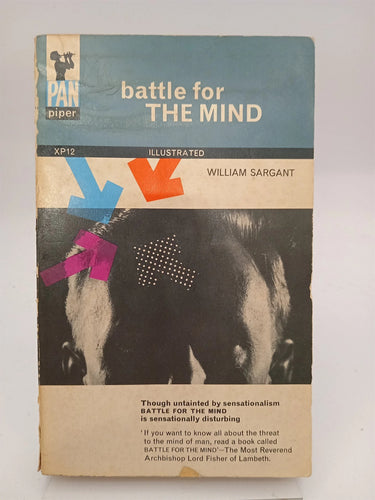 PAN
piper
battle for
THE MIND
XP12 ILLUSTRATED
WILLIAM SARGANT
Though untainted by sensationalism
BATTLE FOR THE MIND
is sensationally disturbing
'If you want to know all about the threat
to the mind of man, read a book called
BATTLE FOR THE MIND'—The Most Reverend
Archbishop Lord Fisher of Lambeth.